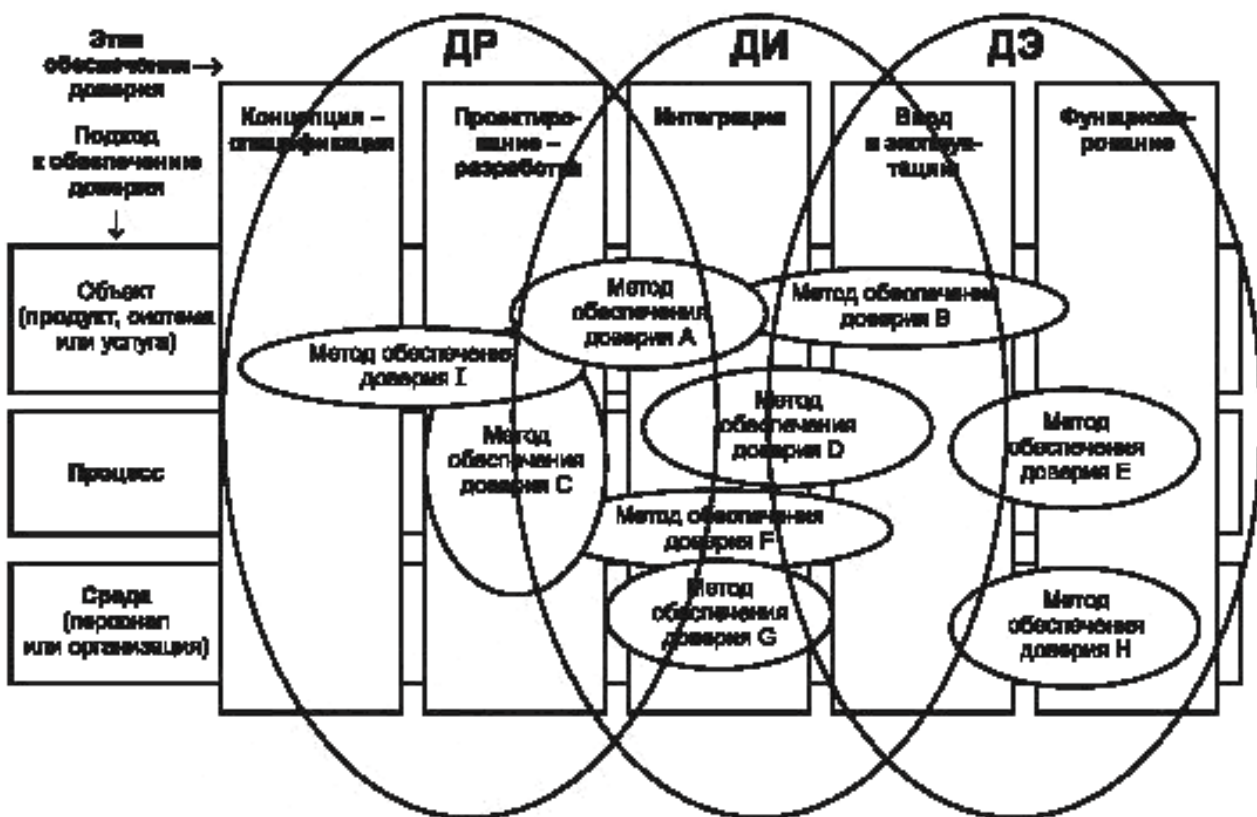 ДР
ДИ
ДЭ
Этап
обеспечения →
доверия
Подход
к обеспечению
доверия
↓
Концепция –
спецификация
Проектиро-
вание –
разработка
Интеграция
Ввод
в эксплуа-
тацию
Функциони-
рование
Объект
(продукт, система
или услуга)
Метод
обеспечения
доверия A
Метод обеспечения
доверия B
Метод обеспечения
доверия I
Процесс
Метод
обеспечения
доверия C
Метод
обеспечения
доверия D
Метод
обеспечения
доверия E
Метод обеспечения
доверия F
Среда
(персонал
или организация)
Метод
обеспечения
доверия G
Метод
обеспечения
доверия H